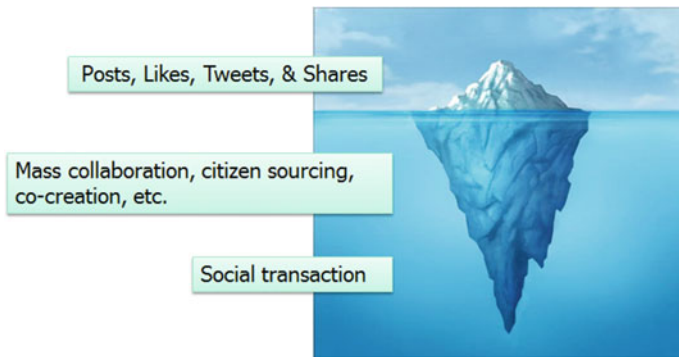 Posts, Likes, Tweets, & Shares
Mass collaboration, citizen sourcing,
co-creation, etc.
Social transaction